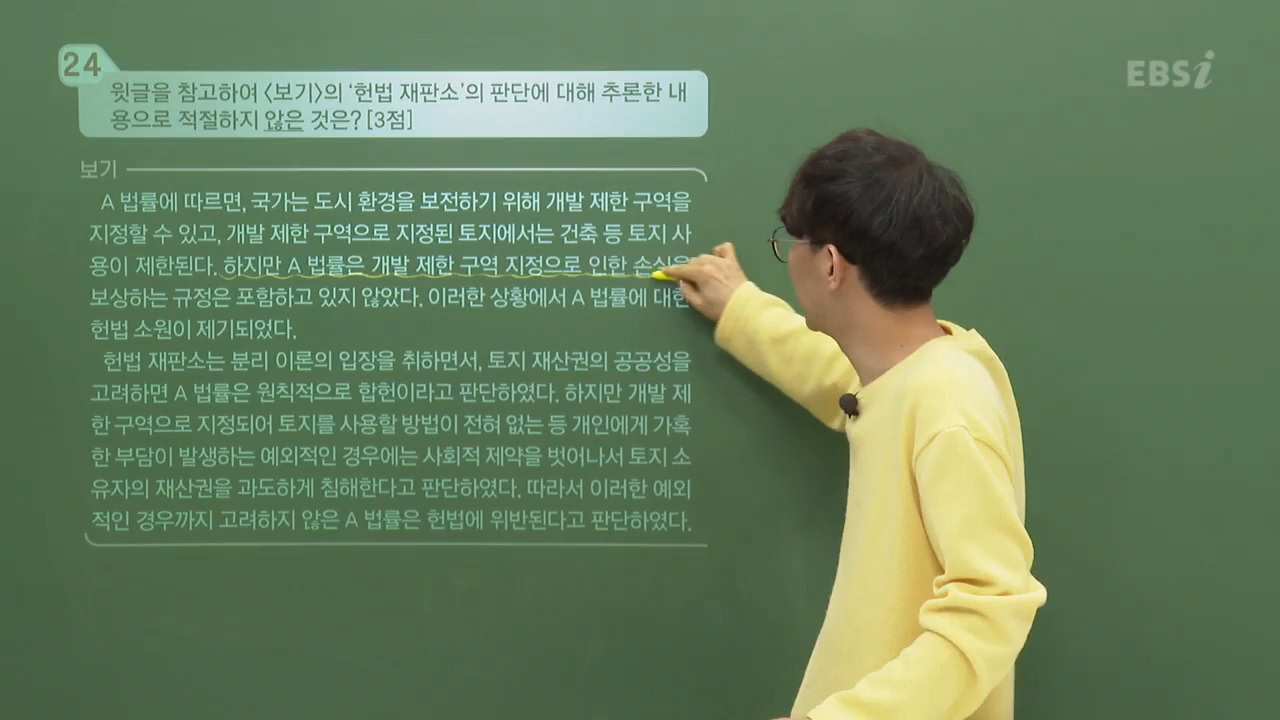 24
윗글을 참고하여 〈보기〉의 '헌법 재판소'의 판단에 대해 추론한 내
용으로 적절하지 않은 것은? [3점]
EBSi
보기
A 법률에 따르면, 국가는 도시 환경을 보전하기 위해 개발 제한 구역을
지정할 수 있고, 개발 제한 구역으로 지정된 토지에서는 건축 등 토지 사
용이 제한된다. 하지만 A 법률은 개발 제한 구역 지정으로 인한 손실을
보상하는 규정은 포함하고 있지 않았다. 이러한 상황에서 A 법률에 대한
헌법 소원이 제기되었다.
헌법 재판소는 분리 이론의 입장을 취하면서, 토지 재산권의 공공성을
고려하면 A 법률은 원칙적으로 합헌이라고 판단하였다. 하지만 개발 제
한 구역으로 지정되어 토지를 사용할 방법이 전혀 없는 등 개인에게 가혹
한 부담이 발생하는 예외적인 경우에는 사회적 제약을 벗어나서 토지 소
유자의 재산권을 과도하게 침해한다고 판단하였다. 따라서 이러한 예외
적인 경우까지 고려하지 않은 A 법률은 헌법에 위반된다고 판단하였다.